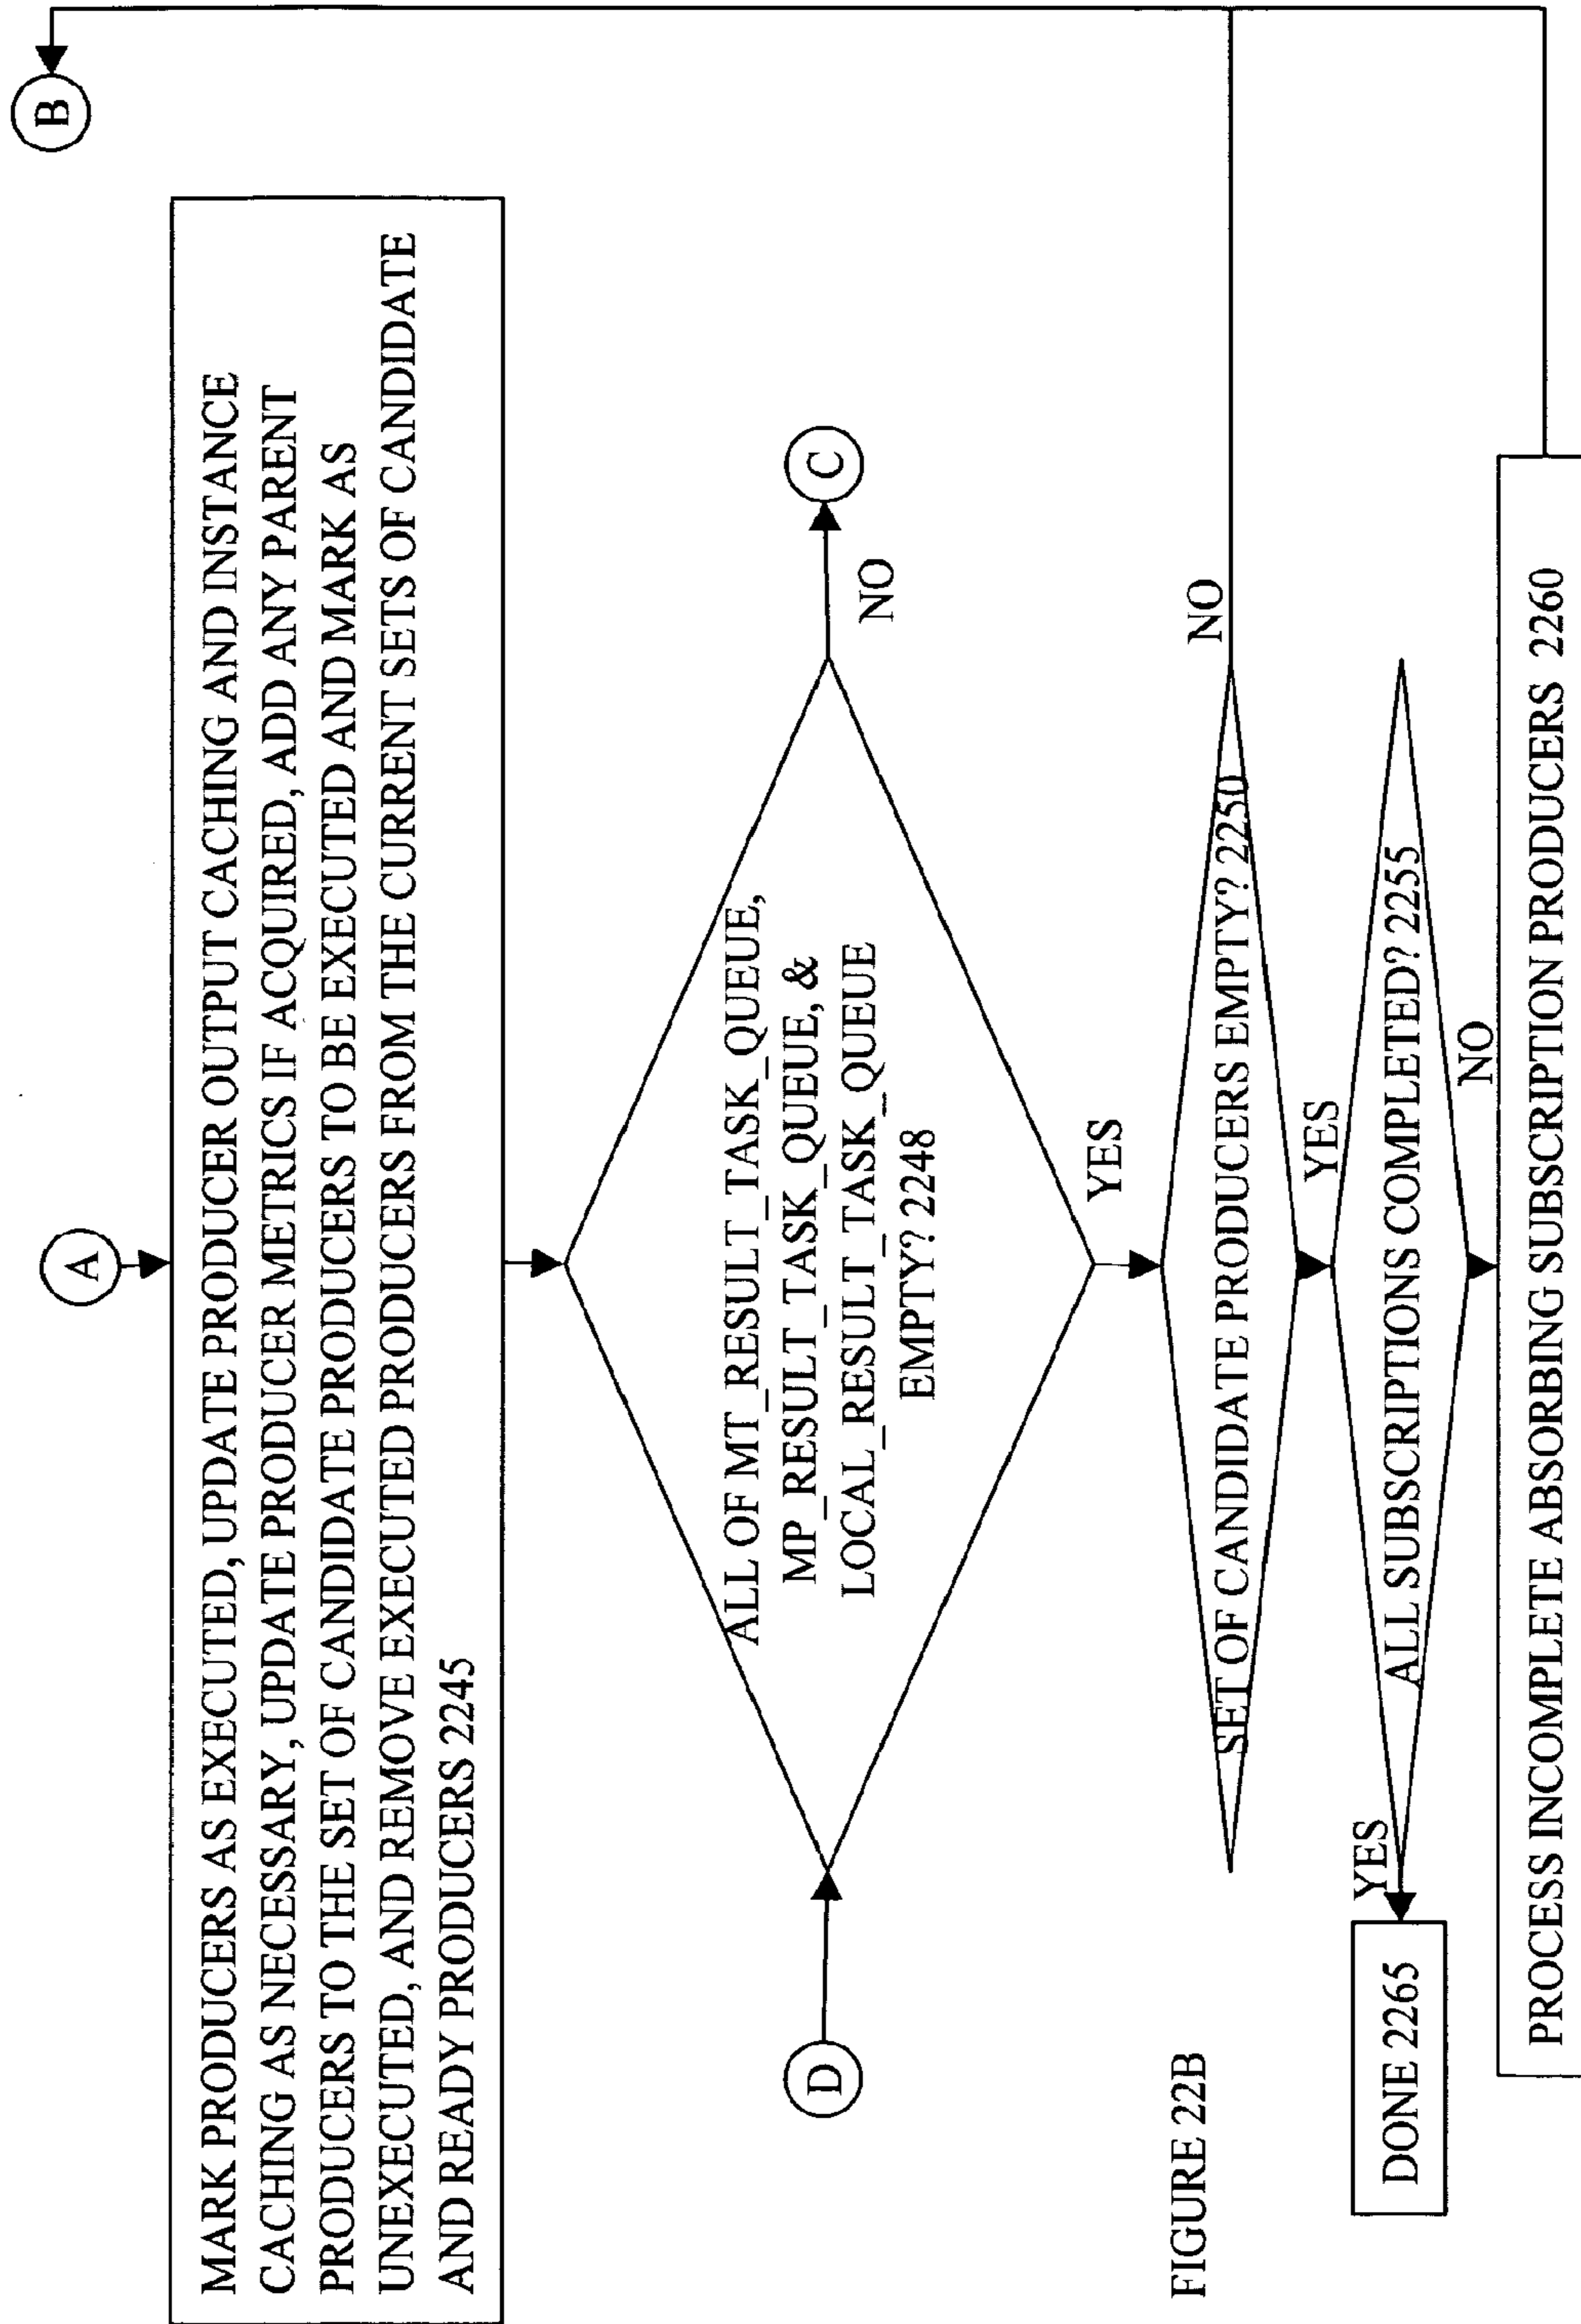 A
B
MARK PRODUCERS AS EXECUTED, UPDATE PRODUCER OUTPUT CACHING AND INSTANCE
CACHING AS NECESSARY, UPDATE PRODUCER METRICS IF ACQUIRED, ADD ANY PARENT
PRODUCERS TO THE SET OF CANDIDATE PRODUCERS TO BE EXECUTED AND MARK AS
UNEXECUTED, AND REMOVE EXECUTED PRODUCERS FROM THE CURRENT SETS OF CANDIDATE
AND READY PRODUCERS 2245
D
ALL OF MT_RESULT_TASK_QUEUE,
MP_RESULT_TASK_QUEUE, &
LOCAL_RESULT_TASK_QUEUE
EMPTY? 2248
C
NO
YES
FIGURE 22B
SET OF CANDIDATE PRODUCERS EMPTY? 2250
NO
YES
YES
ALL SUBSCRIPTIONS COMPLETED? 2255
DONE 2265
NO
PROCESS INCOMPLETE ABSORBING SUBSCRIPTION PRODUCERS 2260